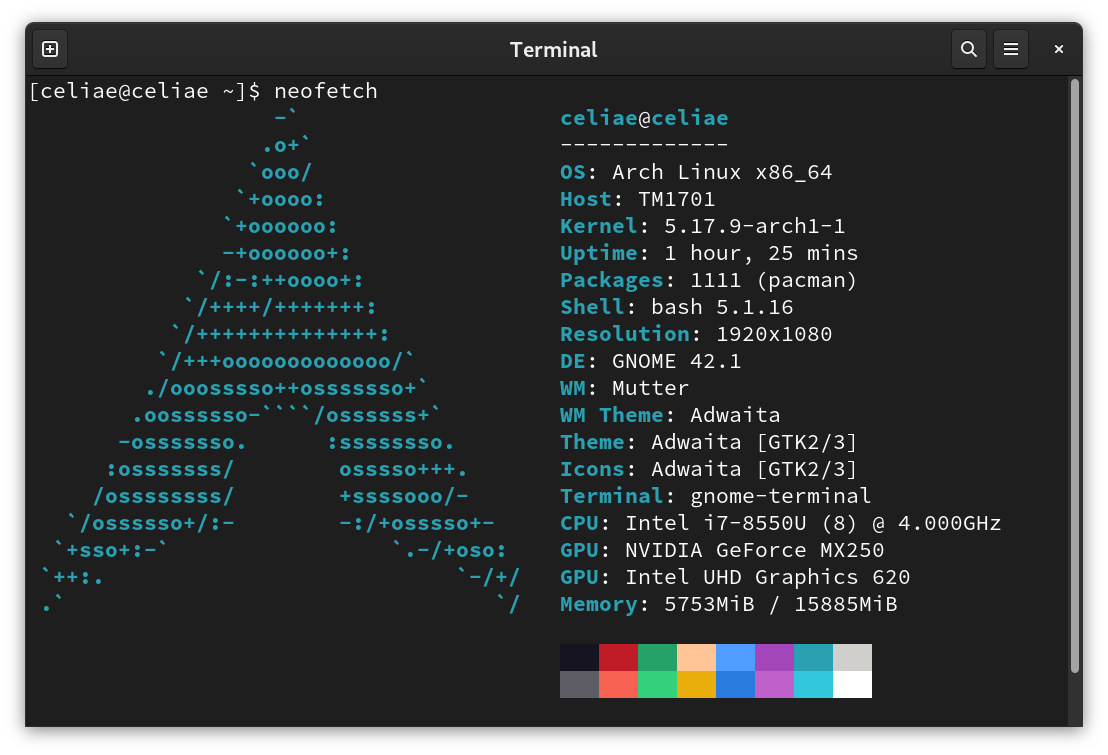 Terminal
[celiae@celiae ~]$ neofetch
                   -`                    celiae@celiae
                  .o+`                   -------------
                 `ooo/                   OS: Arch Linux x86_64
                `+oooo:                  Host: TM1701
               `+oooooo:                 Kernel: 5.17.9-arch1-1
               -+oooooo+:                Uptime: 1 hour, 25 mins
             `/:-:++oooo+:               Packages: 1111 (pacman)
            `/++++/+++++++:              Shell: bash 5.1.16
           `/++++++++++++++:             Resolution: 1920x1080
          `/+++ooooooooooooo/`           DE: GNOME 42.1
         ./ooosssso++osssssso+`          WM: Mutter
        .oossssso-````/ossssss+`         WM Theme: Adwaita
       -osssssso.      :ssssssso.        Theme: Adwaita [GTK2/3]
      :osssssss/        osssso+++.       Icons: Adwaita [GTK2/3]
     /ossssssss/        +ssssooo/-       Terminal: gnome-terminal
   `/ossssso+/:-        -:/+osssso+-     CPU: Intel i7-8550U (8) @ 4.000GHz
  `+sso+:-`                 `.-/+oso:    GPU: NVIDIA GeForce MX250
 `++:.                           `-/+/   GPU: Intel UHD Graphics 620
 .`                                 `/   Memory: 5753MiB / 15885MiB